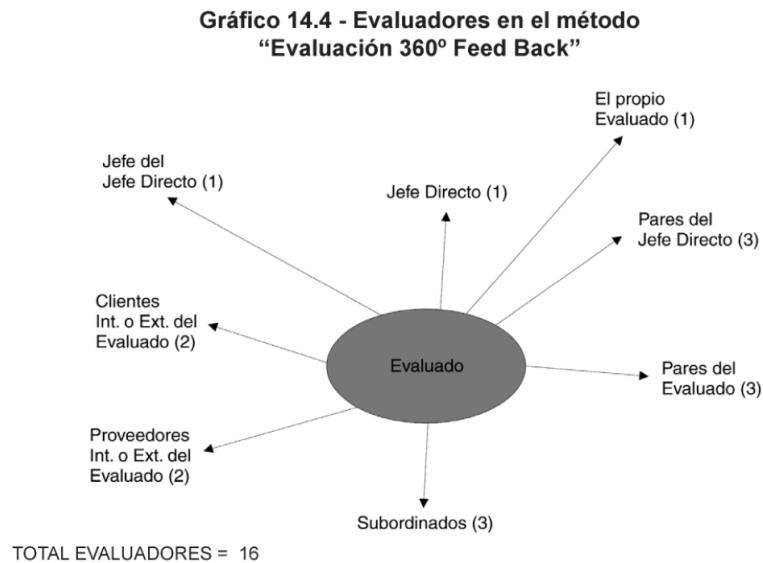 Gráfico 14.4 - Evaluadores en el método
“Evaluación 360º Feed Back”
El propio
Evaluado (1)
Jefe del
Jefe Directo (1)
Jefe Directo (1)
Pares del
Jefe Directo (3)
Clientes
Int. o Ext. del
Evaluado (2)
Evaluado
Pares del
Evaluado (3)
Proveedores
Int. o Ext. del
Evaluado (2)
Subordinados (3)
TOTAL EVALUADORES = 16